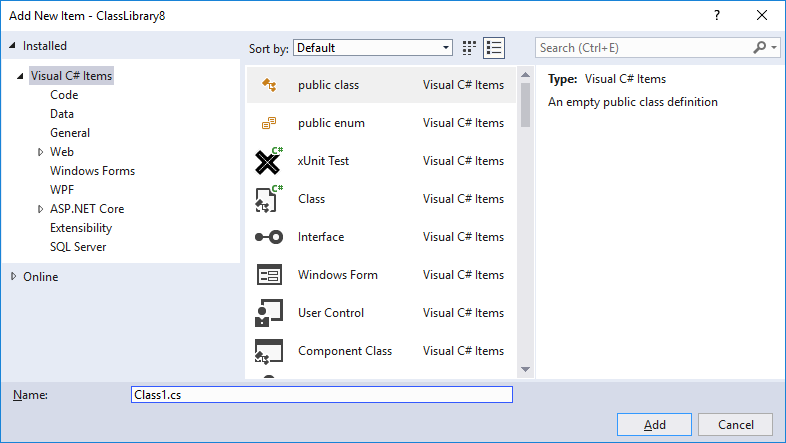 Add New Item - ClassLibrary8
Installed
Sort by: Default
Search (Ctrl+E)
Visual C# Items
Code
Data
General
Web
Windows Forms
WPF
ASP.NET Core
Extensibility
SQL Server
Online
public class Visual C# Items
public enum Visual C# Items
C#
xUnit Test Visual C# Items
C#
Class Visual C# Items
Interface Visual C# Items
Windows Form Visual C# Items
User Control Visual C# Items
Component Class Visual C# Items
Type: Visual C# Items
An empty public class definition
Name: Class1.cs
Add Cancel